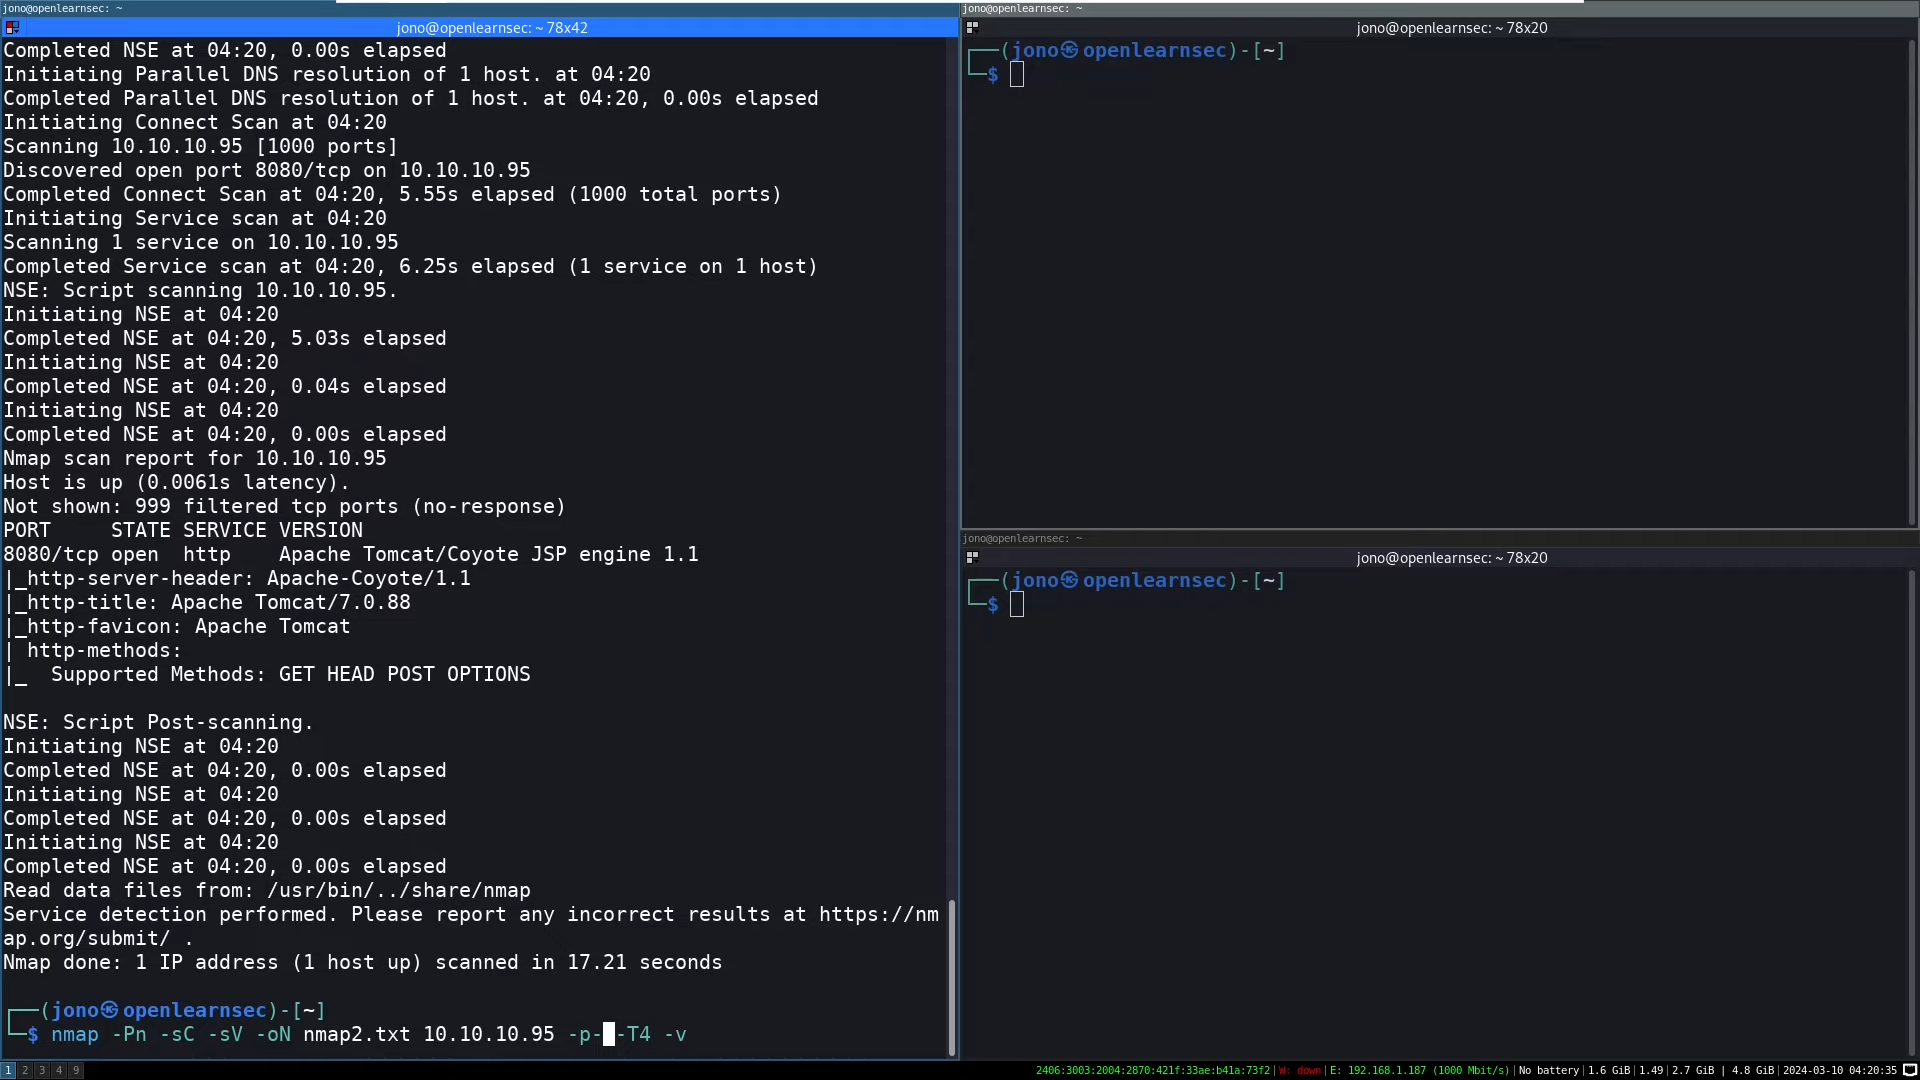 jono@openlearnsec: ~
jono@openlearnsec: ~ 78x42
Completed NSE at 04:20, 0.00s elapsed
Initiating Parallel DNS resolution of 1 host. at 04:20
Completed Parallel DNS resolution of 1 host. at 04:20, 0.00s elapsed
Initiating Connect Scan at 04:20
Scanning 10.10.10.95 [1000 ports]
Discovered open port 8080/tcp on 10.10.10.95
Completed Connect Scan at 04:20, 5.55s elapsed (1000 total ports)
Initiating Service scan at 04:20
Scanning 1 service on 10.10.10.95
Completed Service scan at 04:20, 6.25s elapsed (1 service on 1 host)
NSE: Script scanning 10.10.10.95.
Initiating NSE at 04:20
Completed NSE at 04:20, 5.03s elapsed
Initiating NSE at 04:20
Completed NSE at 04:20, 0.04s elapsed
Initiating NSE at 04:20
Completed NSE at 04:20, 0.00s elapsed
Nmap scan report for 10.10.10.95
Host is up (0.0061s latency).
Not shown: 999 filtered tcp ports (no-response)
PORT     STATE SERVICE VERSION
8080/tcp open  http    Apache Tomcat/Coyote JSP engine 1.1
|_http-server-header: Apache-Coyote/1.1
|_http-title: Apache Tomcat/7.0.88
|_http-favicon: Apache Tomcat
| http-methods:
|_  Supported Methods: GET HEAD POST OPTIONS
NSE: Script Post-scanning.
Initiating NSE at 04:20
Completed NSE at 04:20, 0.00s elapsed
Initiating NSE at 04:20
Completed NSE at 04:20, 0.00s elapsed
Initiating NSE at 04:20
Completed NSE at 04:20, 0.00s elapsed
Read data files from: /usr/bin/../share/nmap
Service detection performed. Please report any incorrect results at https://nm
ap.org/submit/ .
Nmap done: 1 IP address (1 host up) scanned in 17.21 seconds
┌──(jono㉿openlearnsec)-[~]
└─$ nmap -Pn -sC -sV -oN nmap2.txt 10.10.10.95 -p- -T4 -v
jono@openlearnsec: ~
jono@openlearnsec: ~ 78x20
┌──(jono㉿openlearnsec)-[~]
└─$
jono@openlearnsec: ~
jono@openlearnsec: ~ 78x20
┌──(jono㉿openlearnsec)-[~]
└─$
1 2 3 4 9
2406:3003:2004:2870:421f:33ae:b41a:73f2|W: down|E: 192.168.1.187 (1000 Mbit/s)|No battery|1.6 GiB|1.49|2.7 GiB | 4.8 GiB|2024-03-10 04:20:35